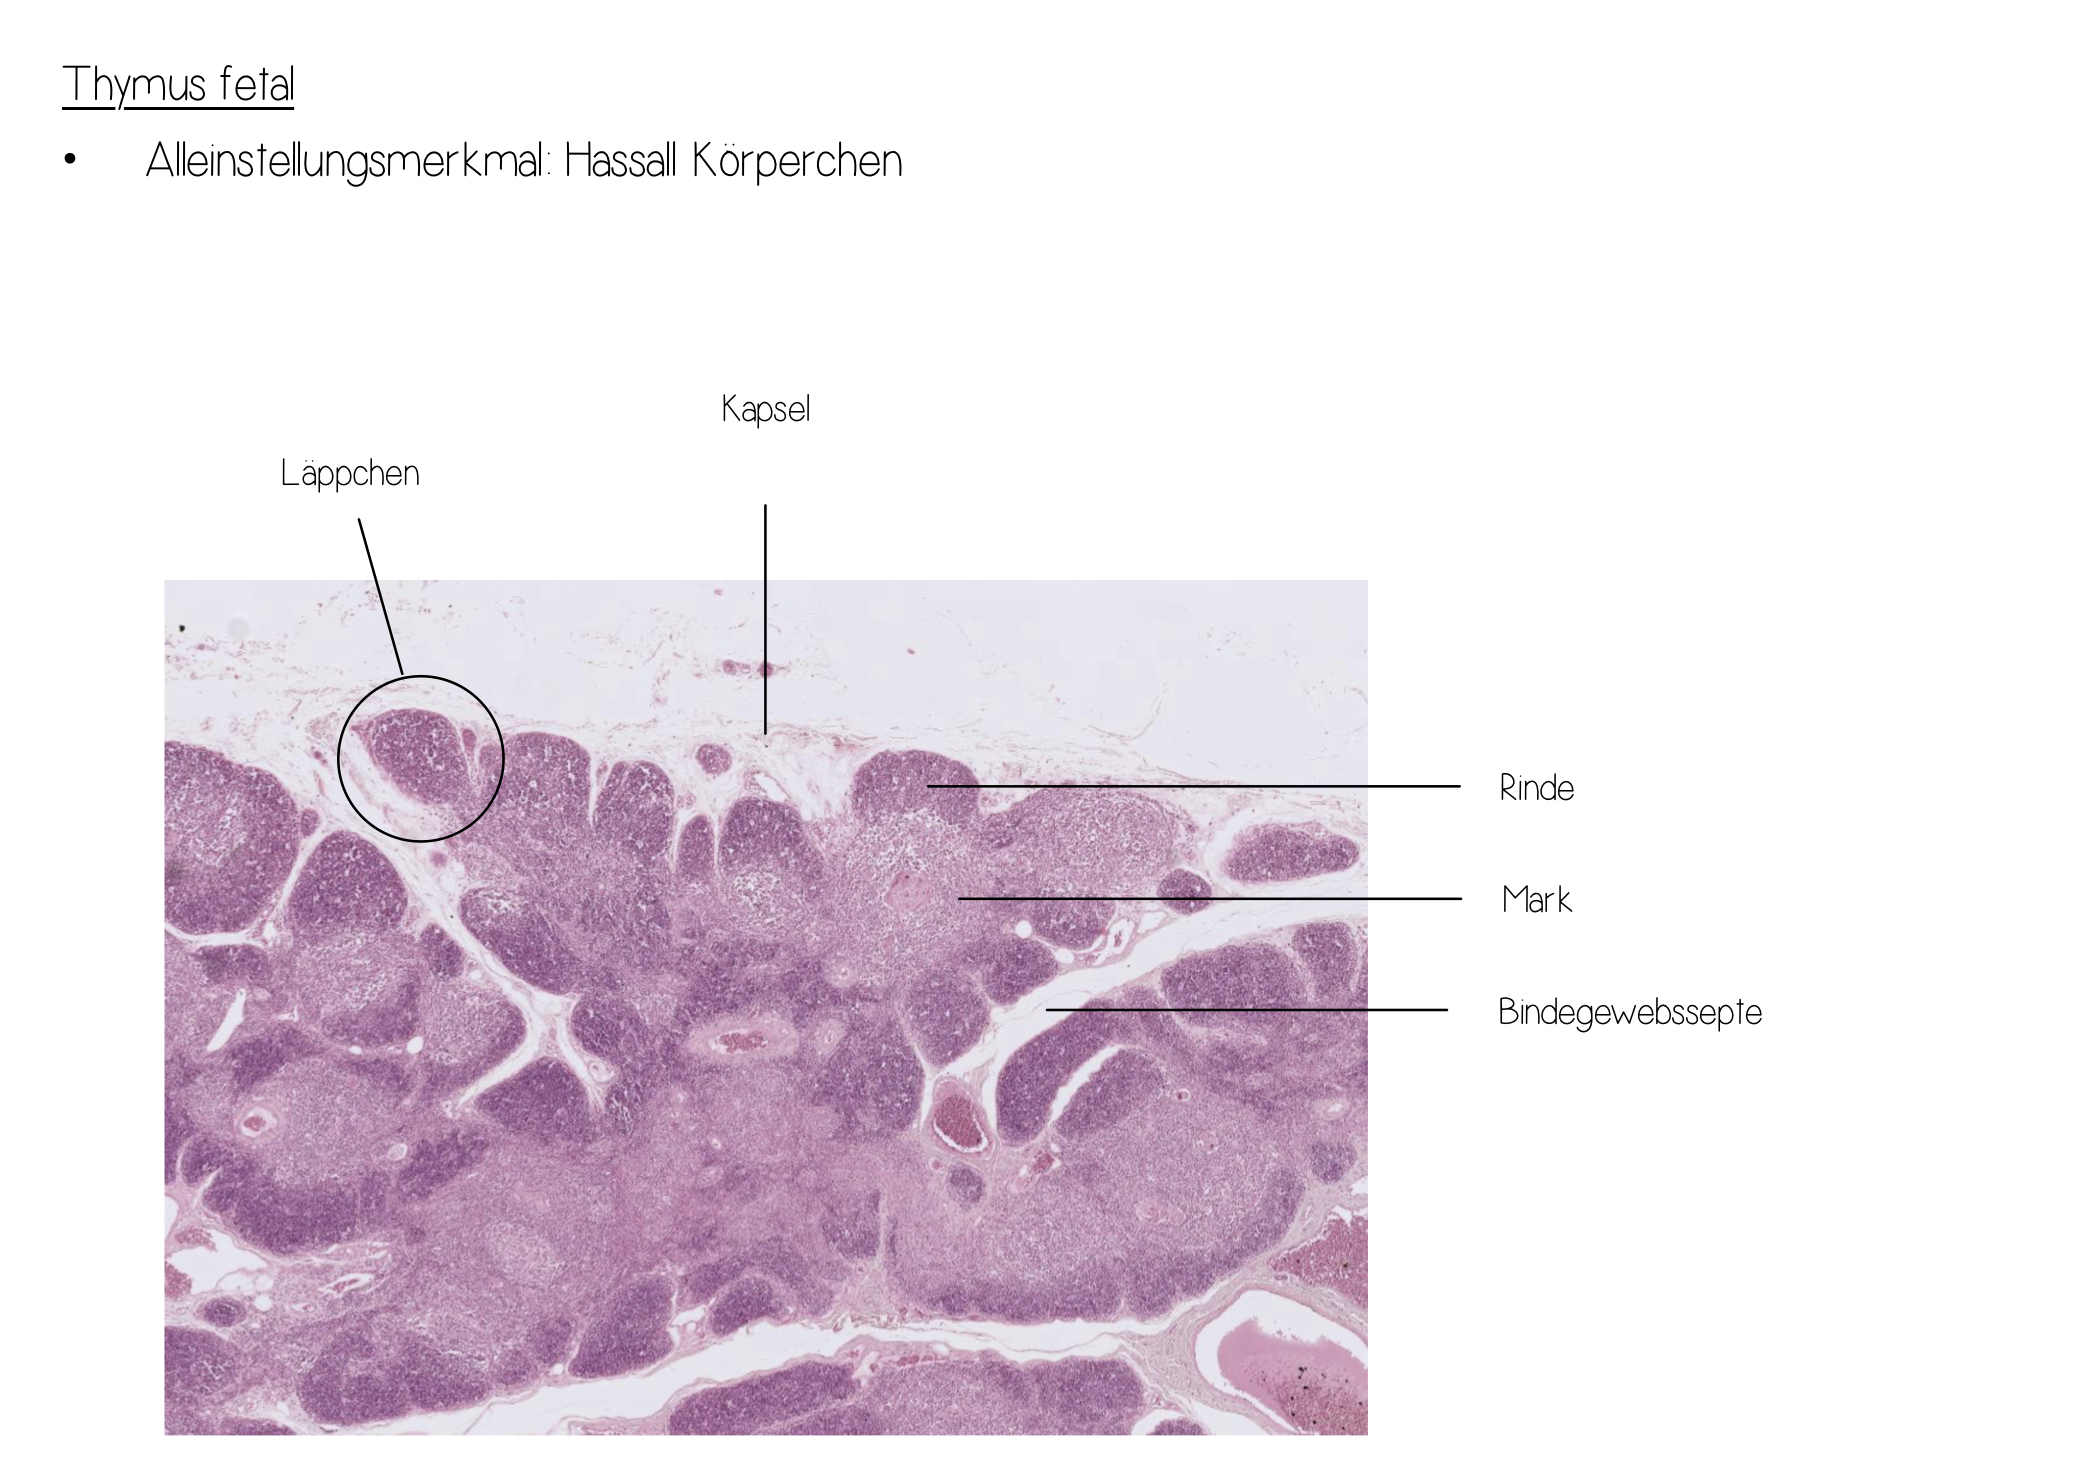 Thymus fetal
• Alleinstellungsmerkmal: Hassall Körperchen
Kapsel
Läppchen
Rinde
Mark
Bindegewebssepte